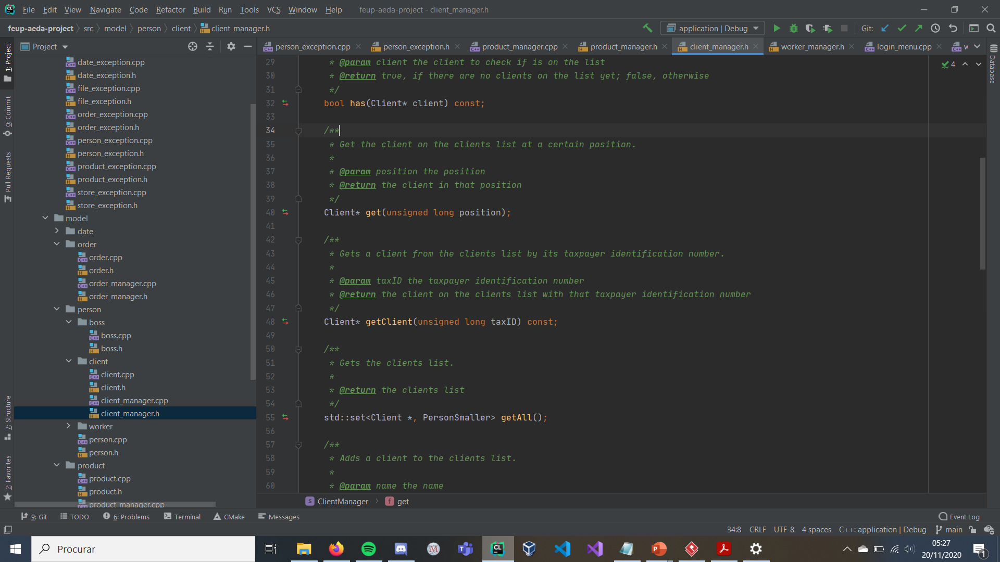 File Edit View Navigate Code Refactor Build Run Tools VCS Window Help feup-aeda-project - client_manager.h
feup-aeda-project src model person client client_manager.h application | Debug Git:
Project person_exception.cpp person_exception.h product_manager.cpp product_manager.h client_manager.h worker_manager.h login_menu.cpp w
1: Project
0: Commit
Pull Requests
7: Structure
2: Favorites
date_exception.cpp
date_exception.h
file_exception.cpp
file_exception.h
order_exception.cpp
order_exception.h
person_exception.cpp
person_exception.h
product_exception.cpp
product_exception.h
store_exception.cpp
store_exception.h
model
date
order
order.cpp
order.h
order_manager.cpp
order_manager.h
person
boss
boss.cpp
boss.h
client
client.cpp
client.h
client_manager.cpp
client_manager.h
worker
person.cpp
person.h
product
product.cpp
product.h
product_manager.cpp
29 * @param client the client to check if is on the list
30 * @return true, if there are no clients on the list yet; false, otherwise
31 */
32 bool has(Client* client) const;
33
34 /**
35 * Get the client on the clients list at a certain position.
36 *
37 * @param position the position
38 * @return the client in that position
39 */
40 Client* get(unsigned long position);
41
42 /**
43 * Gets a client from the clients list by its taxpayer identification number.
44 *
45 * @param taxID the taxpayer identification number
46 * @return the client on the clients list with that taxpayer identification number
47 */
48 Client* getClient(unsigned long taxID) const;
49
50 /**
51 * Gets the clients list.
52 *
53 * @return the clients list
54 */
55 std::set<Client *, PersonSmaller> getAll();
56
57 /**
58 * Adds a client to the clients list.
59 *
60 * @param name the name
4
Database
ClientManager get
9: Git TODO 6: Problems Terminal CMake Messages Event Log
34:8 CRLF UTF-8 4 spaces C++: application | Debug main
Procurar
05:27
20/11/2020
1